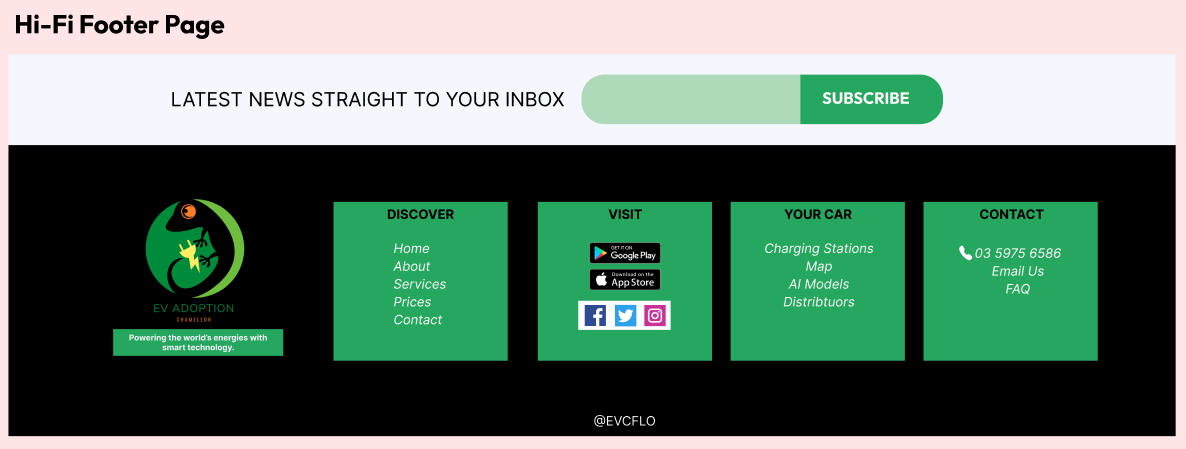 Hi-Fi Footer Page
LATEST NEWS STRAIGHT TO YOUR INBOX
SUBSCRIBE
EV ADOPTION
CHAMELION
Powering the world's energies with
smart technology.
DISCOVER
Home
About
Services
Prices
Contact
VISIT
GET IT ON
Google Play
Download on the
App Store
YOUR CAR
Charging Stations
Map
AI Models
Distribtuors
CONTACT
03 5975 6586
Email Us
FAQ
@EVCFLO